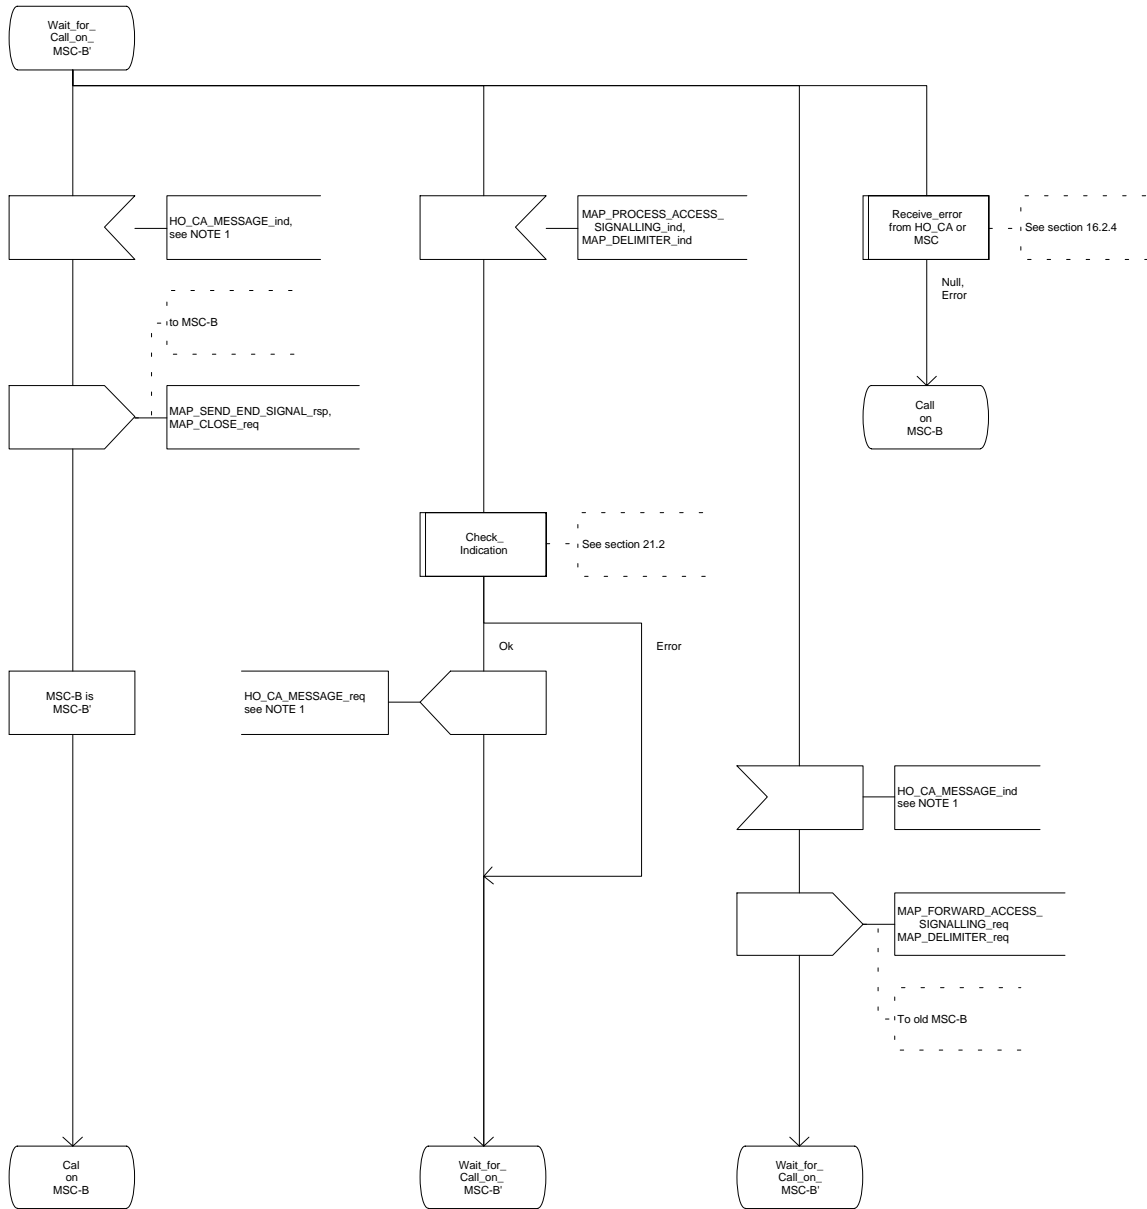 Wait_for_
Call_on_
MSC-B'
HO_CA_MESSAGE_ind,
see NOTE 1
MAP_PROCESS_ACCESS_
SIGNALLING_ind,
MAP_DELIMITER_ind
Receive_error
from HO_CA or
MSC
See section 16.2.4
Null,
Error
to MSC-B
MAP_SEND_END_SIGNAL_rsp,
MAP_CLOSE_req
Call
on
MSC-B
Check_
Indication
See section 21.2
Ok
Error
MSC-B is
MSC-B'
HO_CA_MESSAGE_req
see NOTE 1
HO_CA_MESSAGE_ind
see NOTE 1
MAP_FORWARD_ACCESS_
SIGNALLING_req
MAP_DELIMITER_req
To old MSC-B
Cal
on
MSC-B
Wait_for_
Call_on_
MSC-B'
Wait_for_
Call_on_
MSC-B'